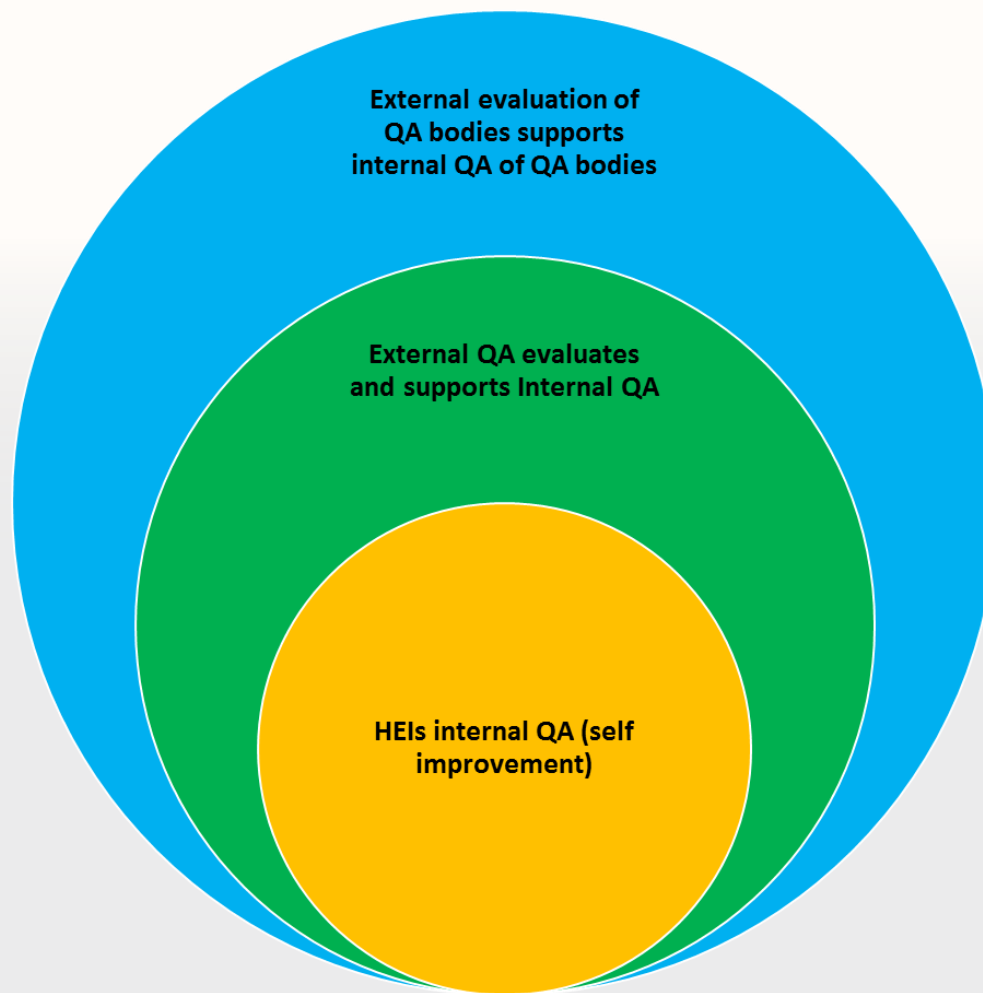 External evaluation of
QA bodies supports
internal QA of QA bodies
External QA evaluates
and supports Internal QA
HEIs internal QA (self
improvement)